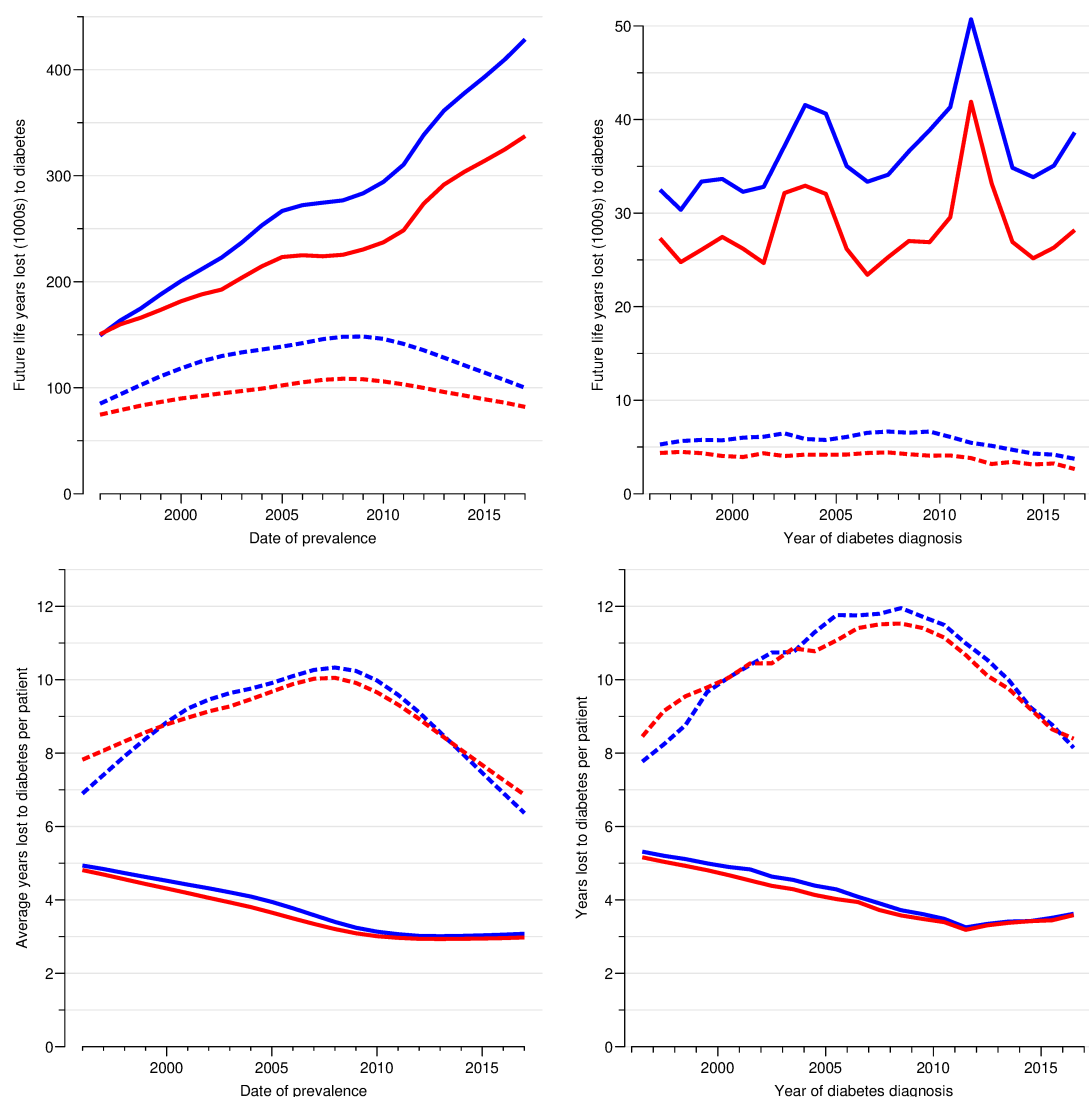 400
300
200
100
0
2000 2005 2010 2015
Date of prevalence
Future life years lost (1000s) to diabetes
50
40
30
20
10
0
2000 2005 2010 2015
Year of diabetes diagnosis
Future life years lost (1000s) to diabetes
12
10
8
6
4
2
0
2000 2005 2010 2015
Date of prevalence
Average years lost to diabetes per patient
12
10
8
6
4
2
0
2000 2005 2010 2015
Year of diabetes diagnosis
Years lost to diabetes per patient